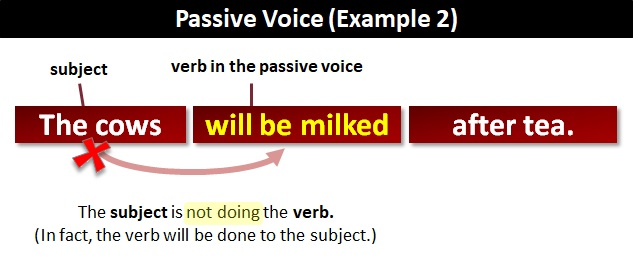 Passive Voice (Example 2)
subject
verb in the passive voice
The cows will be milked after tea.
The subject is not doing the verb.
(In fact, the verb will be done to the subject.)